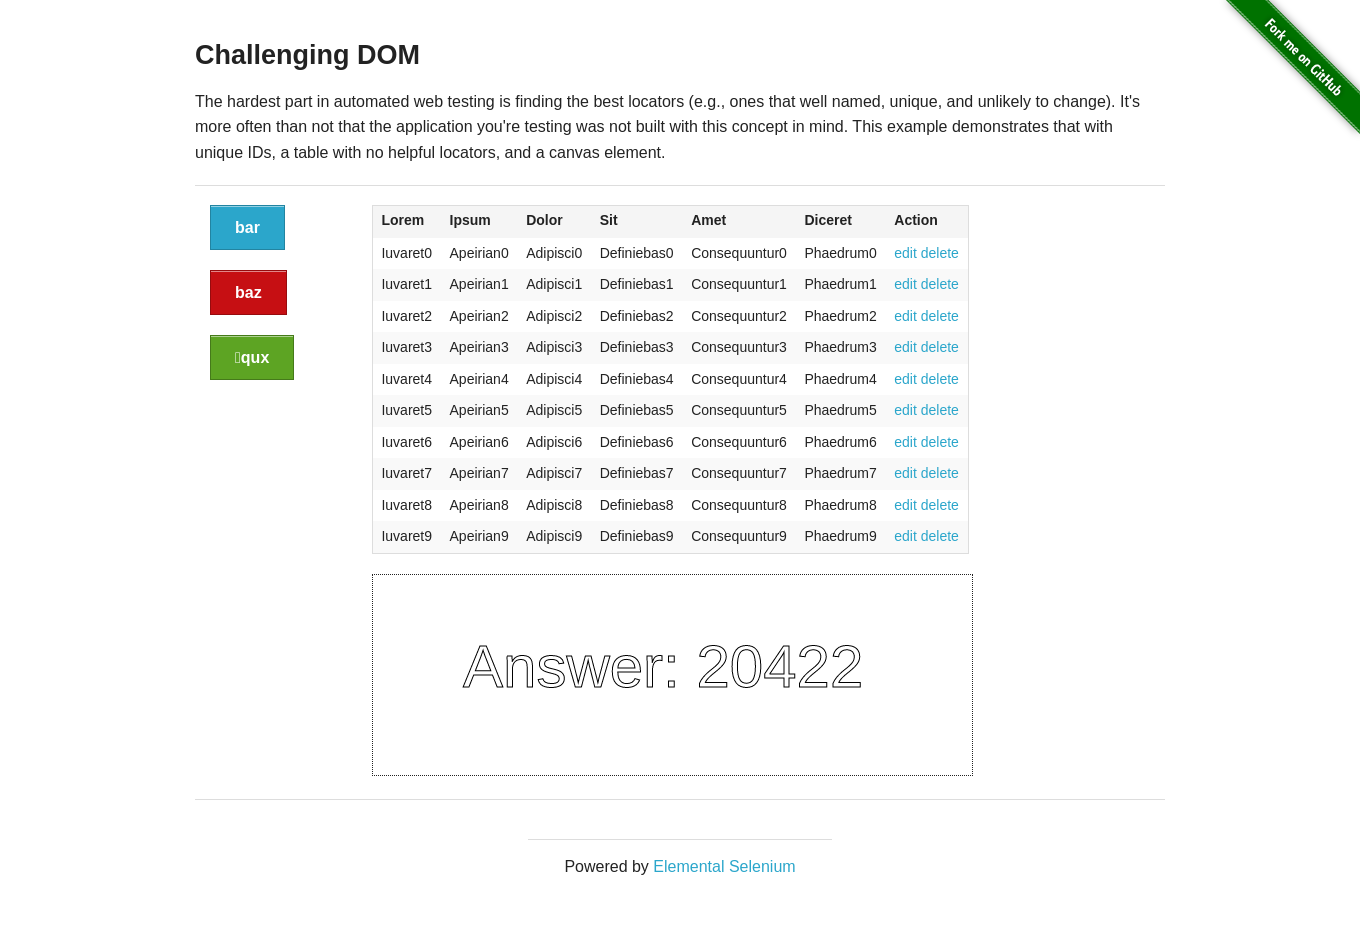 Fork me on GitHub
Challenging DOM
The hardest part in automated web testing is finding the best locators (e.g., ones that well named, unique, and unlikely to change). It's
more often than not that the application you're testing was not built with this concept in mind. This example demonstrates that with
unique IDs, a table with no helpful locators, and a canvas element.
bar
baz
qux
Lorem Ipsum Dolor Sit Amet Diceret Action
Iuvaret0 Apeirian0 Adipisci0 Definiebas0 Consequuntur0 Phaedrum0 edit delete
Iuvaret1 Apeirian1 Adipisci1 Definiebas1 Consequuntur1 Phaedrum1 edit delete
Iuvaret2 Apeirian2 Adipisci2 Definiebas2 Consequuntur2 Phaedrum2 edit delete
Iuvaret3 Apeirian3 Adipisci3 Definiebas3 Consequuntur3 Phaedrum3 edit delete
Iuvaret4 Apeirian4 Adipisci4 Definiebas4 Consequuntur4 Phaedrum4 edit delete
Iuvaret5 Apeirian5 Adipisci5 Definiebas5 Consequuntur5 Phaedrum5 edit delete
Iuvaret6 Apeirian6 Adipisci6 Definiebas6 Consequuntur6 Phaedrum6 edit delete
Iuvaret7 Apeirian7 Adipisci7 Definiebas7 Consequuntur7 Phaedrum7 edit delete
Iuvaret8 Apeirian8 Adipisci8 Definiebas8 Consequuntur8 Phaedrum8 edit delete
Iuvaret9 Apeirian9 Adipisci9 Definiebas9 Consequuntur9 Phaedrum9 edit delete
Answer: 20422
Powered by Elemental Selenium